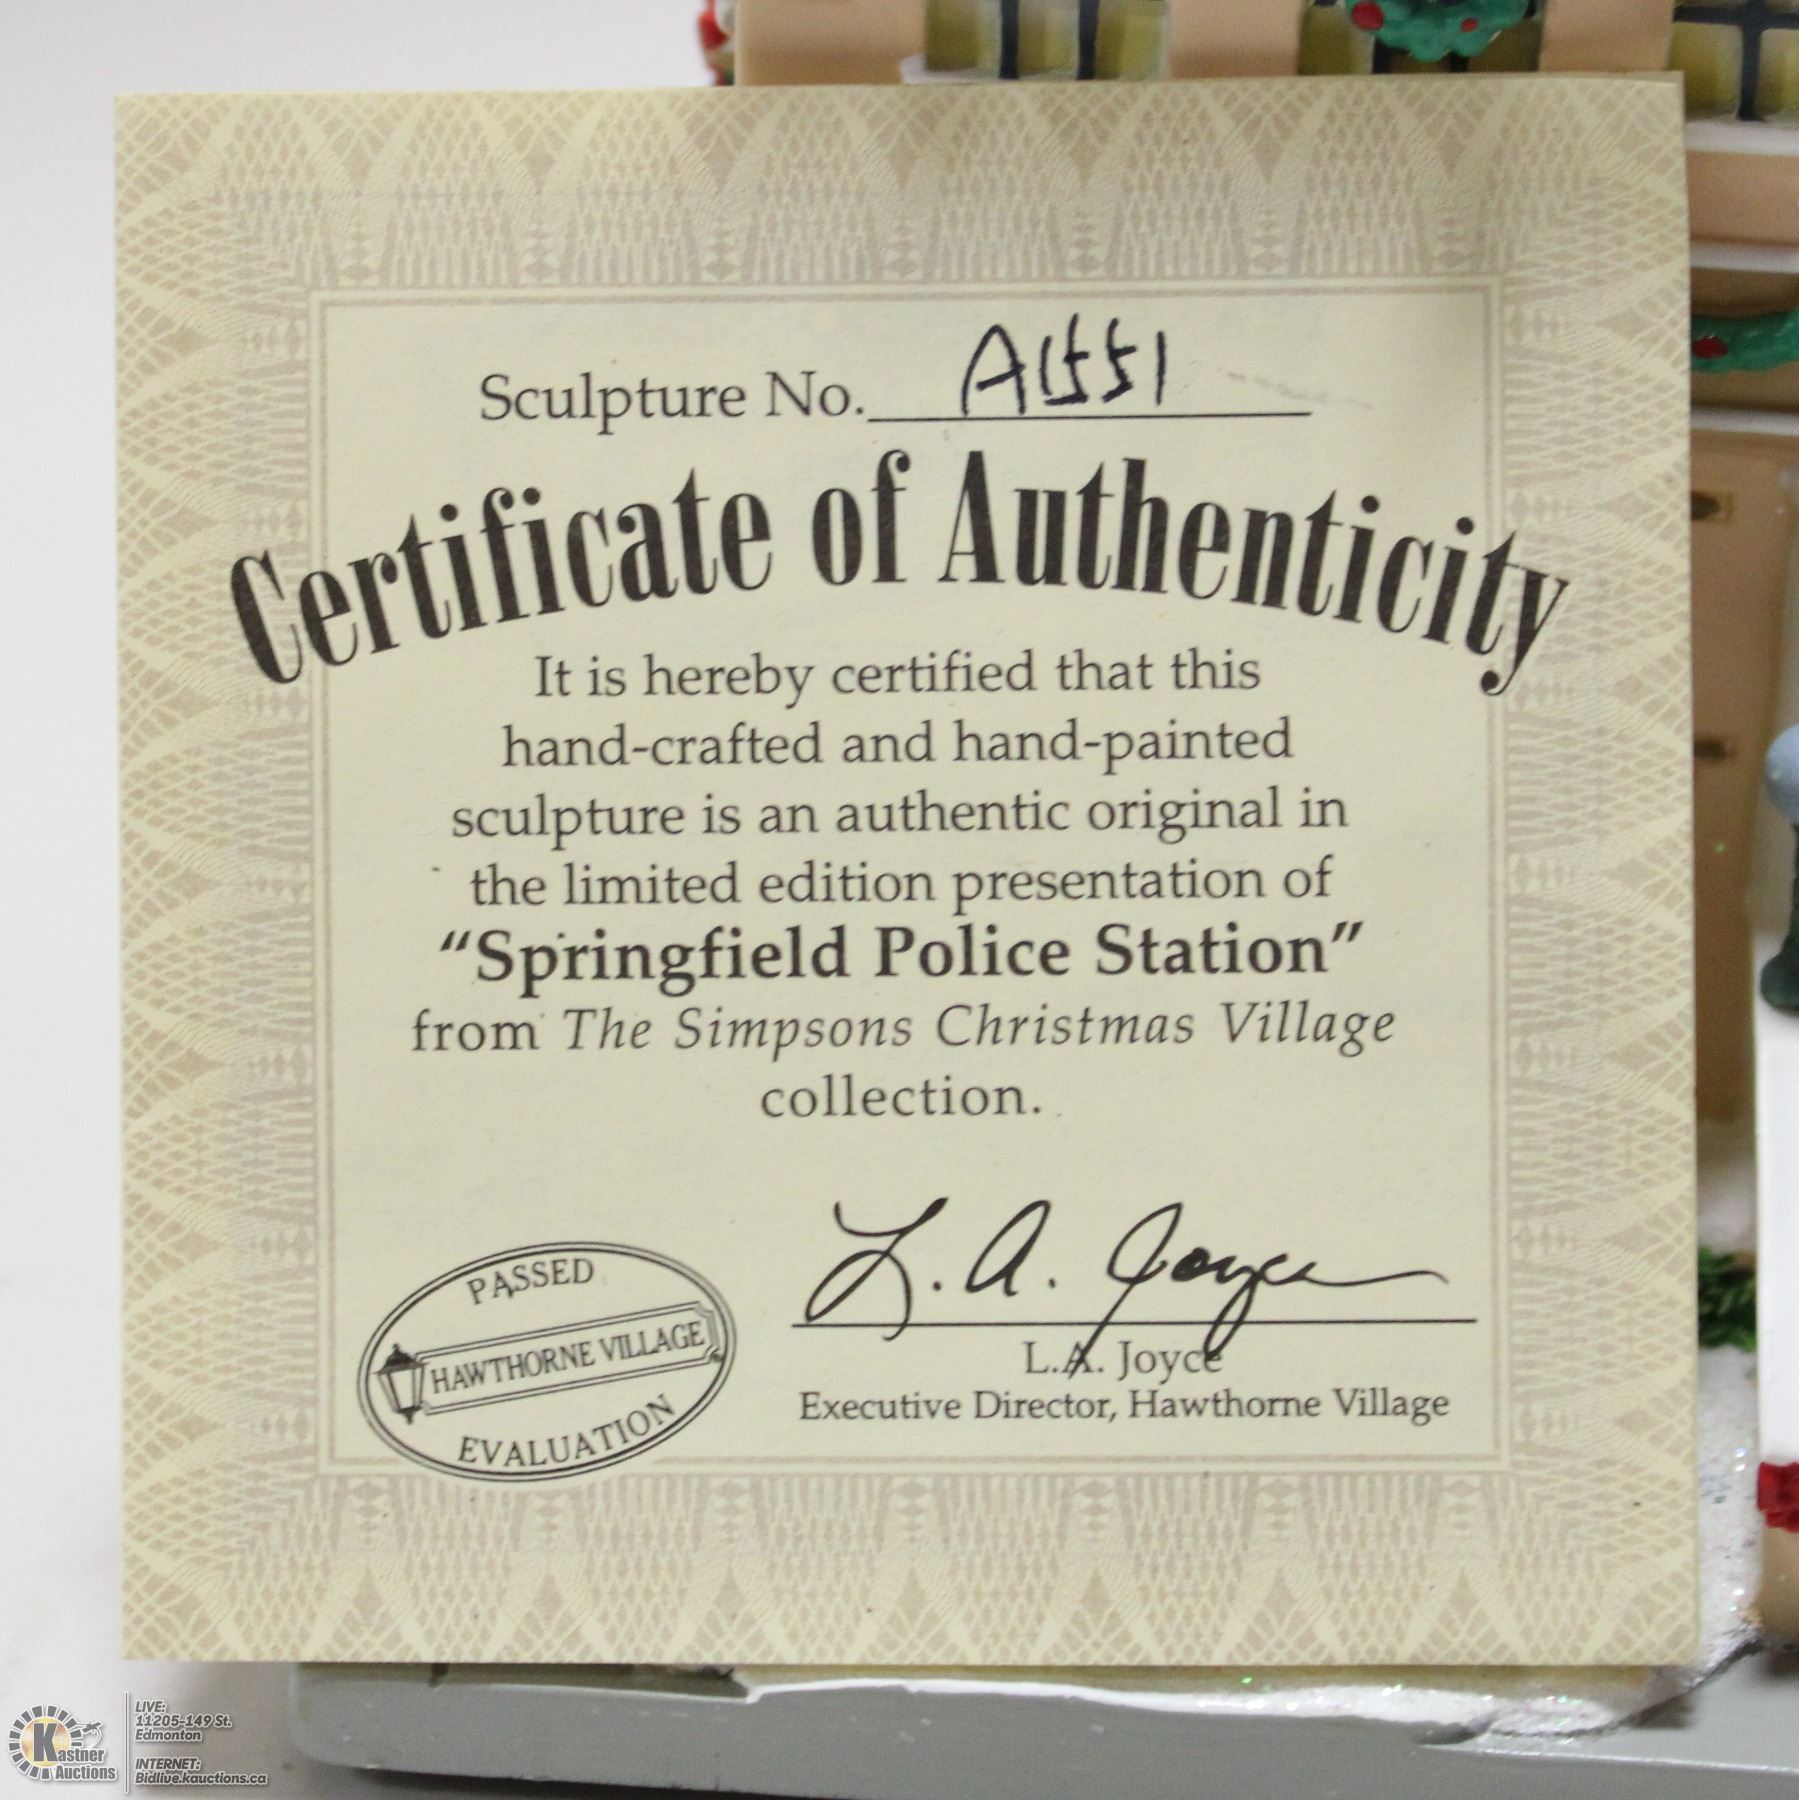 Sculpture No. A1551
Certificate of Authenticity
It is hereby certified that this
hand-crafted and hand-painted
sculpture is an authentic original in
the limited edition presentation of
“Springfield Police Station”
from The Simpsons Christmas Village
collection.
L. A. Joyce
L.A. Joyce
Executive Director, Hawthorne Village
PASSED
HAWTHORNE VILLAGE
EVALUATION
Kastner
Auctions
LIVE:
11205-149 St.
Edmonton
INTERNET:
Bidlive.kauctions.ca